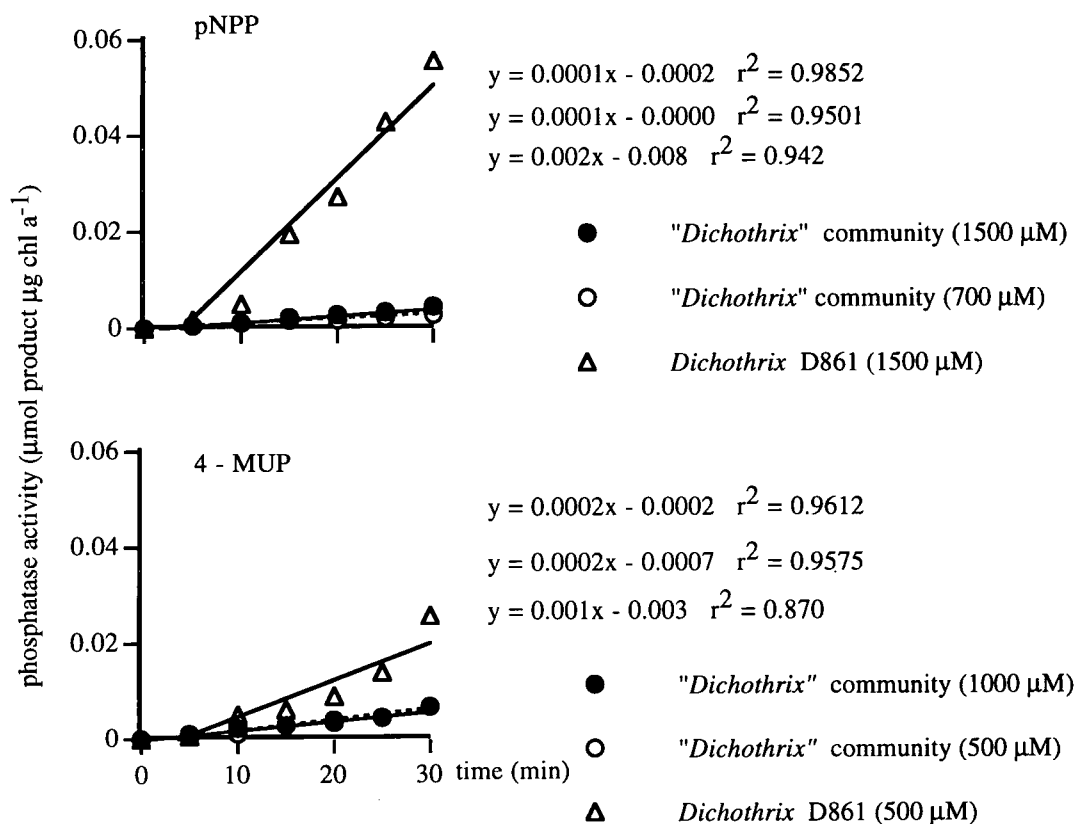 pNPP
0.06
0.04
0.02
0
y = 0.0001x - 0.0002 r² = 0.9852
y = 0.0001x - 0.0000 r² = 0.9501
y = 0.002x - 0.008 r² = 0.942
"Dichothrix" community (1500 µM)
"Dichothrix" community (700 µM)
Dichothrix D861 (1500 µM)
phosphatase activity (µmol product µg chl a⁻¹)
4 - MUP
0.06
0.04
0.02
0
y = 0.0002x - 0.0002 r² = 0.9612
y = 0.0002x - 0.0007 r² = 0.9575
y = 0.001x - 0.003 r² = 0.870
"Dichothrix" community (1000 µM)
"Dichothrix" community (500 µM)
Dichothrix D861 (500 µM)
0 10 20 30 time (min)